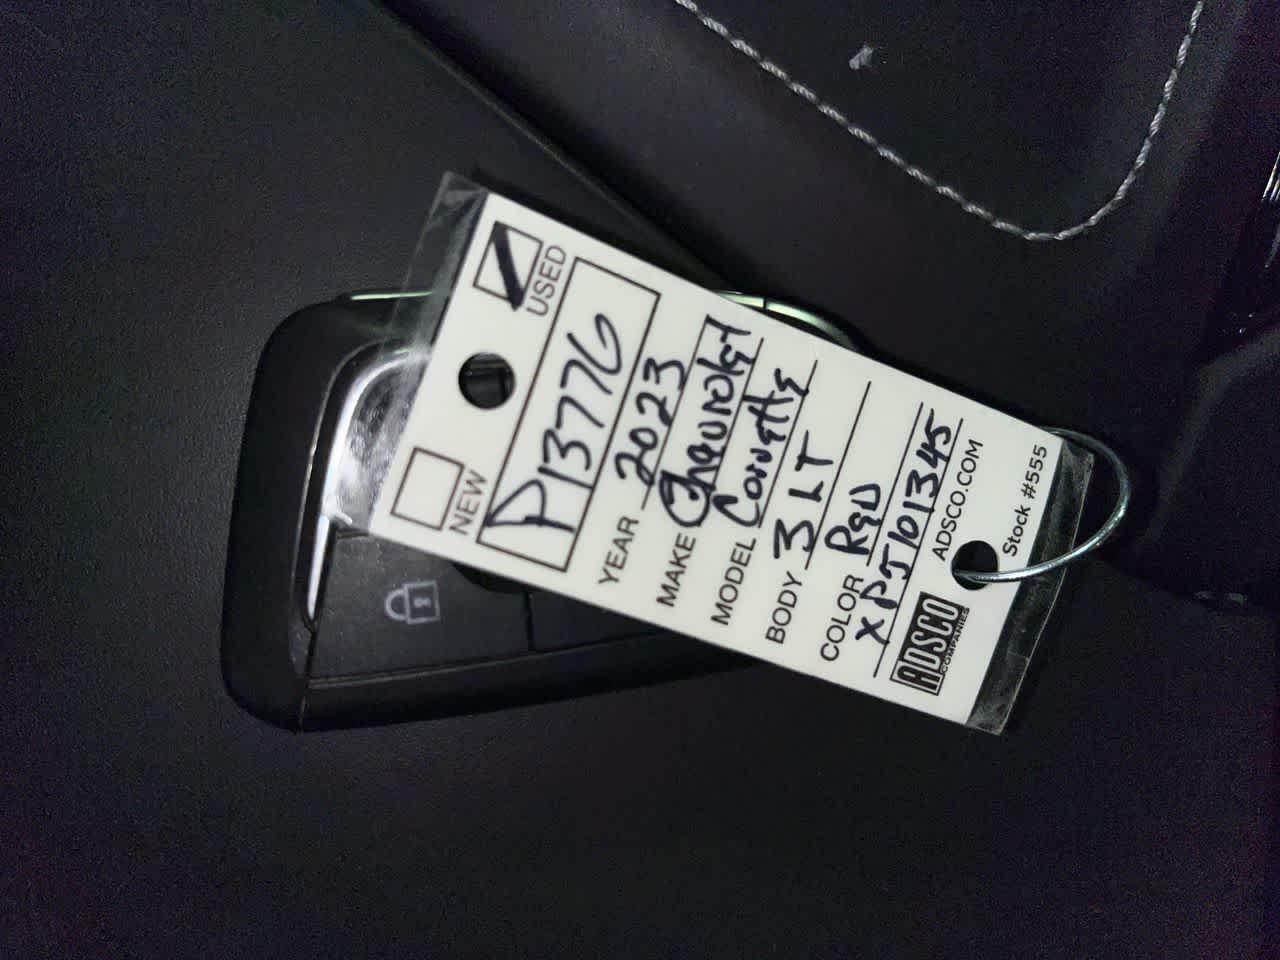 NEW USED
P13776
YEAR 2023
MAKE Chevrolet
MODEL Corvette
BODY 3LT
COLOR Red
XPJ101345
ADSCO COMPANIES ADSCO.COM
Stock #555